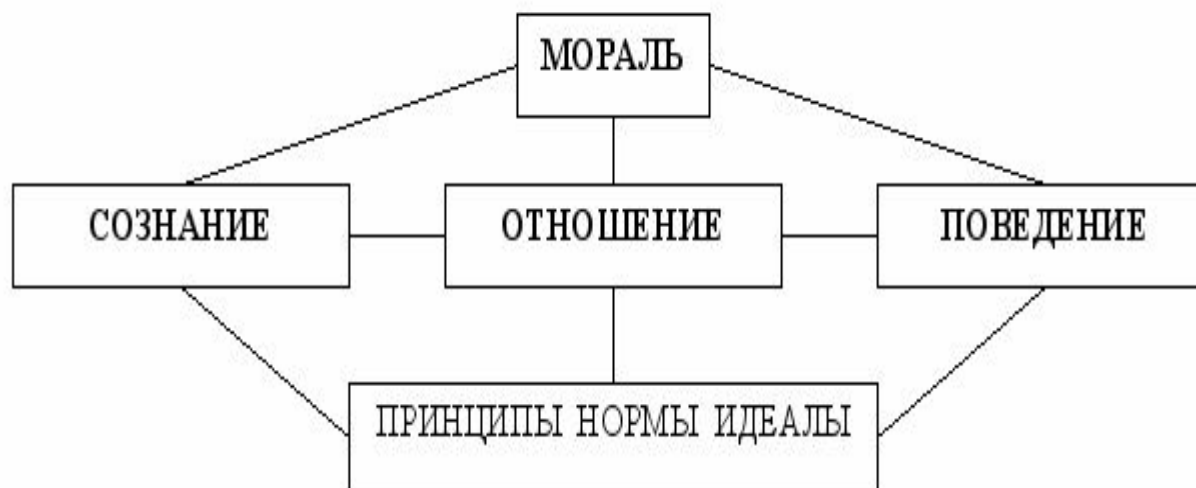 МОРАЛЬ
СОЗНАНИЕ
ОТНОШЕНИЕ
ПОВЕДЕНИЕ
ПРИНЦИПЫ НОРМЫ ИДЕАЛЫ